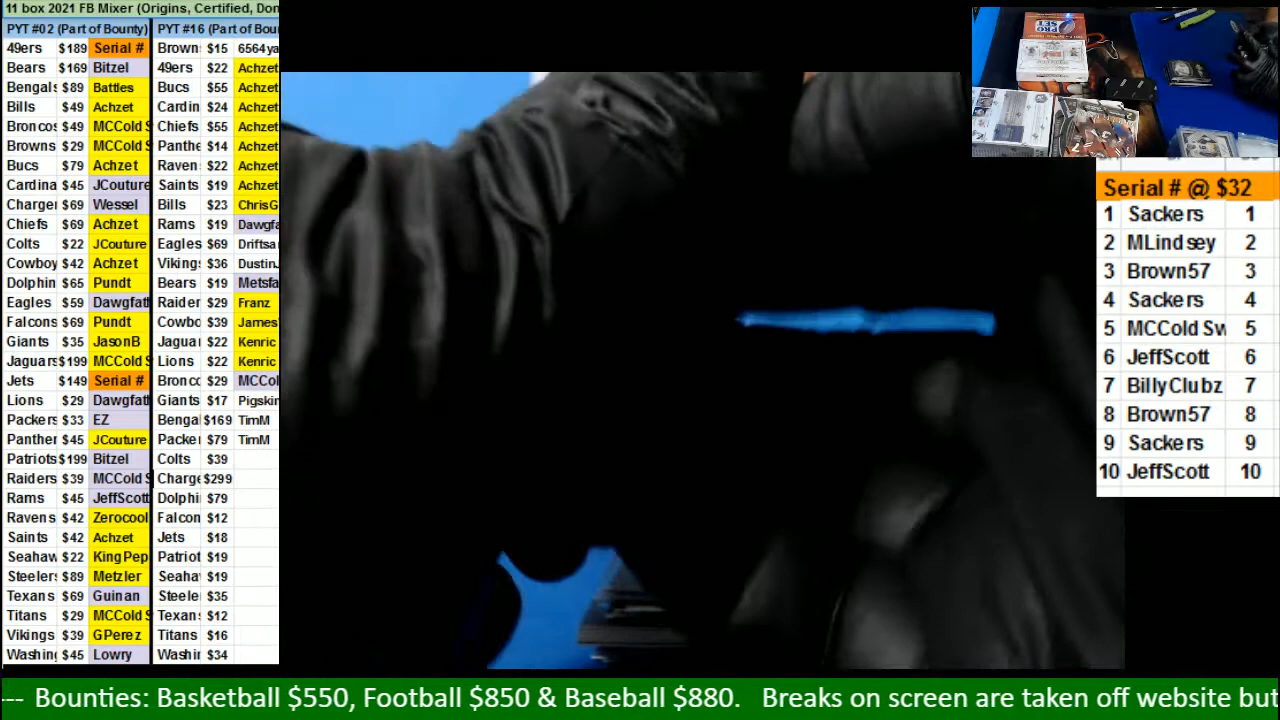 11 box 2021 FB Mixer (Origins, Certified, Don
PYT #02 (Part of Bounty) PYT #16 (Part of Bou
49ers $189 Serial # Brown $15 6564ya
Bears $169 Bitzel 49ers $22 Achzet
Bengal $89 Battles Bucs $55 Achzet
Bills $49 Achzet Cardin $24 Achzet
Broncos $49 MCCold S Chiefs $55 Achzet
Browns $29 MCCold S Panthe $14 Achzet
Bucs $79 Achzet Raven $22 Achzet
Cardina $45 JCouture Saints $19 Achzet
Charger $69 Wessel Bills $23 ChrisG
Chiefs $69 Achzet Rams $19 Dawgfa
Colts $22 JCouture Eagles $69 Driftsa
Cowboy $42 Achzet Viking $36 Dustin
Dolphin $65 Pundt Bears $19 Metsfa
Eagles $59 Dawgfath Raider $29 Franz
Falcons $69 Pundt Cowbo $39 James
Giants $35 JasonB Jagua $22 Kenric
Jaguars $199 MCCold S Lions $22 Kenric
Jets $149 Serial # Bronc $29 MCCol
Lions $29 Dawgfath Giants $17 Pigskin
Packers $33 EZ Benga $169 TimM
Panther $45 JCouture Packe $79 TimM
Patriots $199 Bitzel Colts $39
Raiders $39 MCCold S Charge $299
Rams $45 JeffScott Dolphi $79
Ravens $42 Zerocool Falcon $12
Saints $42 Achzet Jets $18
Seahaw $22 KingPep Patriot $19
Steelers $89 Metzler Seaha $19
Texans $69 Guinan Steele $35
Titans $29 MCCold S Texan $12
Vikings $39 GPerez Titans $16
Washing $45 Lowry Washi $34
PRO SET
Serial # @ $32
1 Sackers 1
2 MLindsey 2
3 Brown57 3
4 Sackers 4
5 MCCold Sw 5
6 JeffScott 6
7 BillyClubz 7
8 Brown57 8
9 Sackers 9
10 JeffScott 10
--- Bounties: Basketball $550, Football $850 & Baseball $880. Breaks on screen are taken off website but